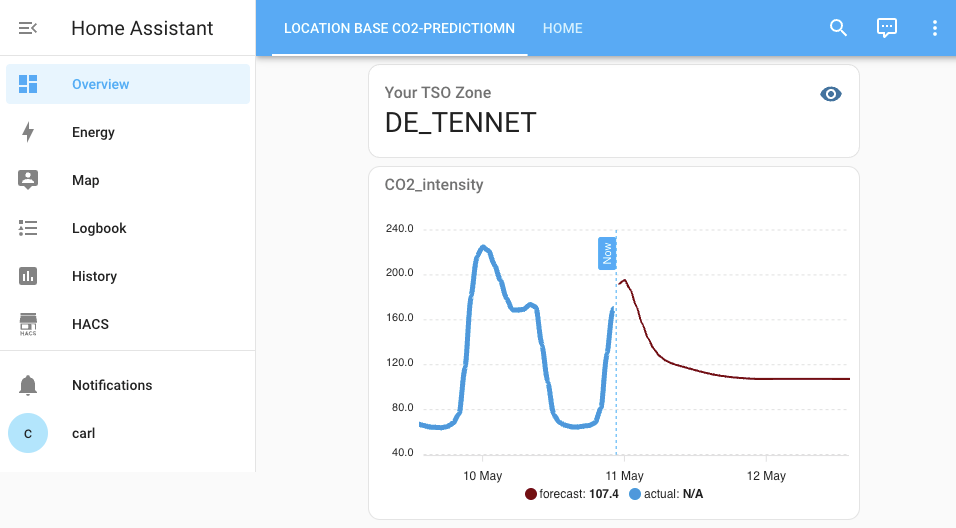 Home Assistant
LOCATION BASE CO2-PREDICTIOMN
HOME
Overview
Energy
Map
Logbook
History
HACS
HACS
Notifications
c
carl
Your TSO Zone
DE_TENNET
CO2_intensity
240.0
200.0
160.0
120.0
80.0
40.0
Now
10 May
11 May
12 May
forecast: 107.4
actual: N/A